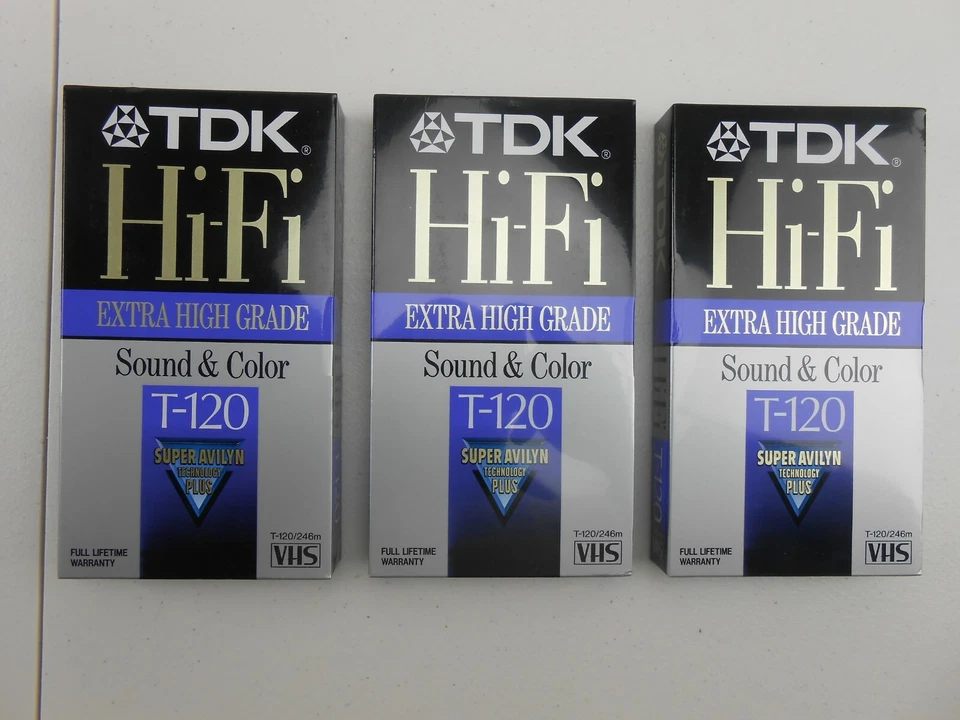 TDK®
Hi-Fi
EXTRA HIGH GRADE
Sound & Color
T-120
SUPER AVILYN
TECHNOLOGY
PLUS
FULL LIFETIME
WARRANTY
T-120/246m
VHS
TDK®
Hi-Fi
EXTRA HIGH GRADE
Sound & Color
T-120
SUPER AVILYN
TECHNOLOGY
PLUS
FULL LIFETIME
WARRANTY
T-120/246m
VHS
TDK
T-120
TDK®
Hi-Fi
EXTRA HIGH GRADE
Sound & Color
T-120
SUPER AVILYN
TECHNOLOGY
PLUS
FULL LIFETIME
WARRANTY
T-120/246m
VHS